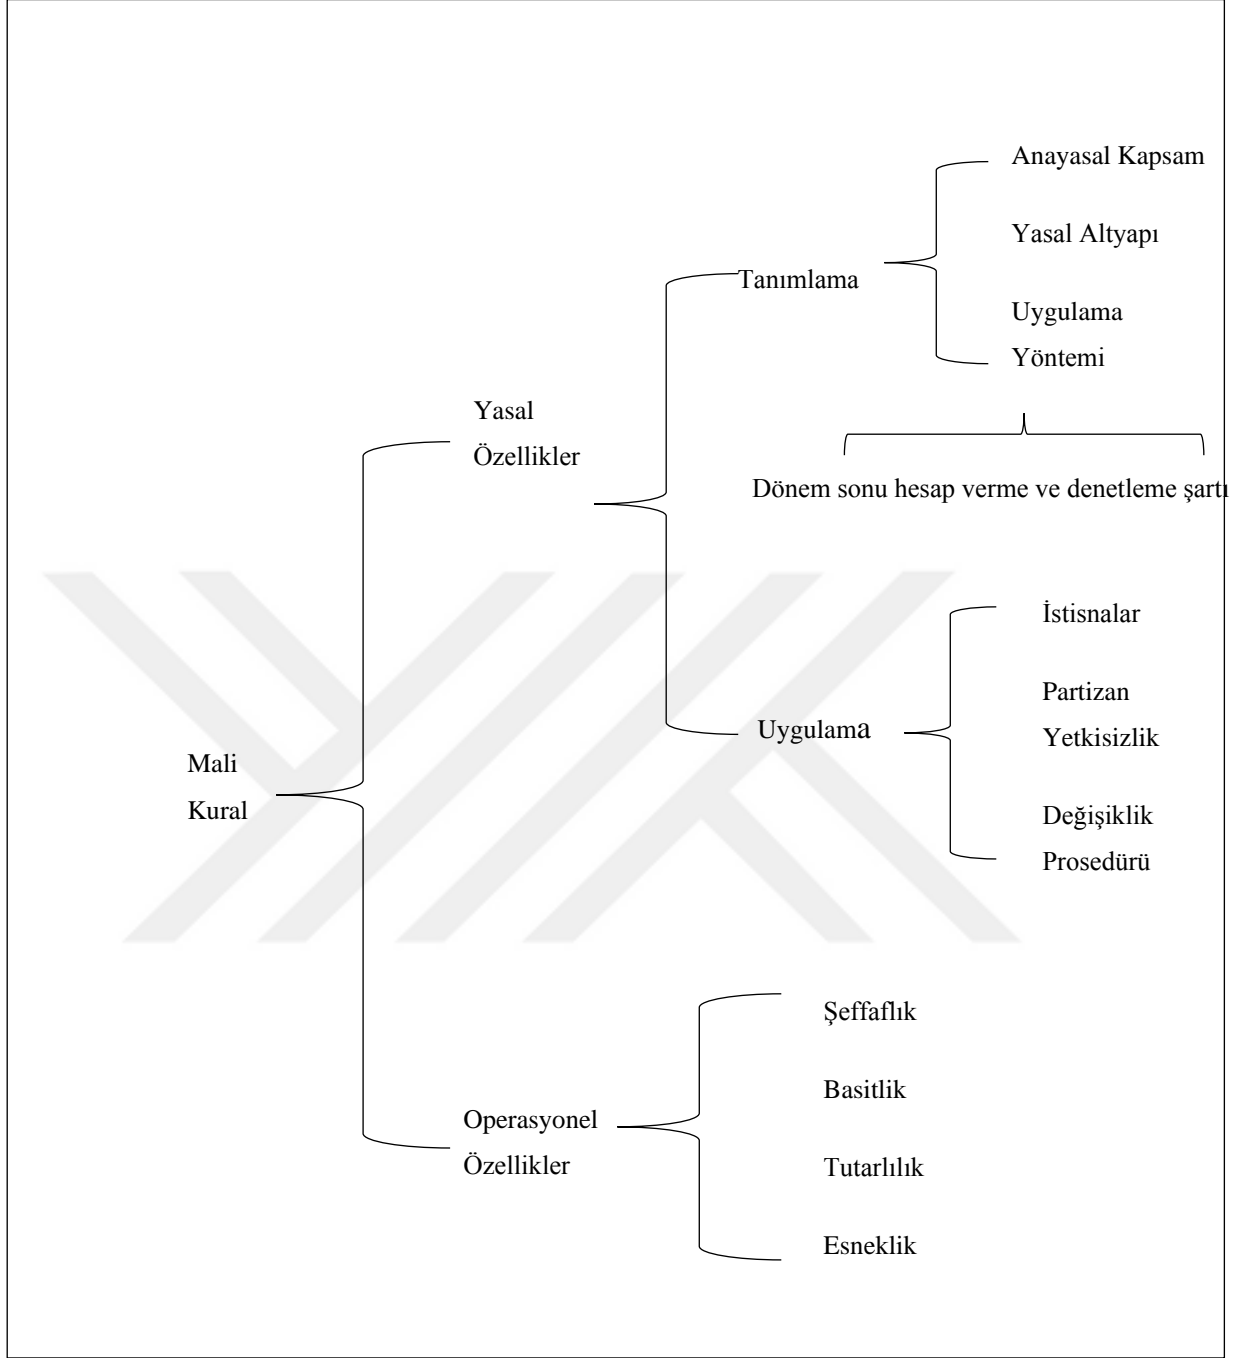 Anayasal Kapsam
Yasal Altyapı
Tanımlama
Uygulama
Yöntemi
Yasal
Özellikler
Dönem sonu hesap verme ve denetleme şartı
İstisnalar
Partizan
Yetkisizlik
Uygulama
Mali
Kural
Değişiklik
Prosedürü
Şeffaflık
Basitlik
Operasyonel
Özellikler
Tutarlılık
Esneklik